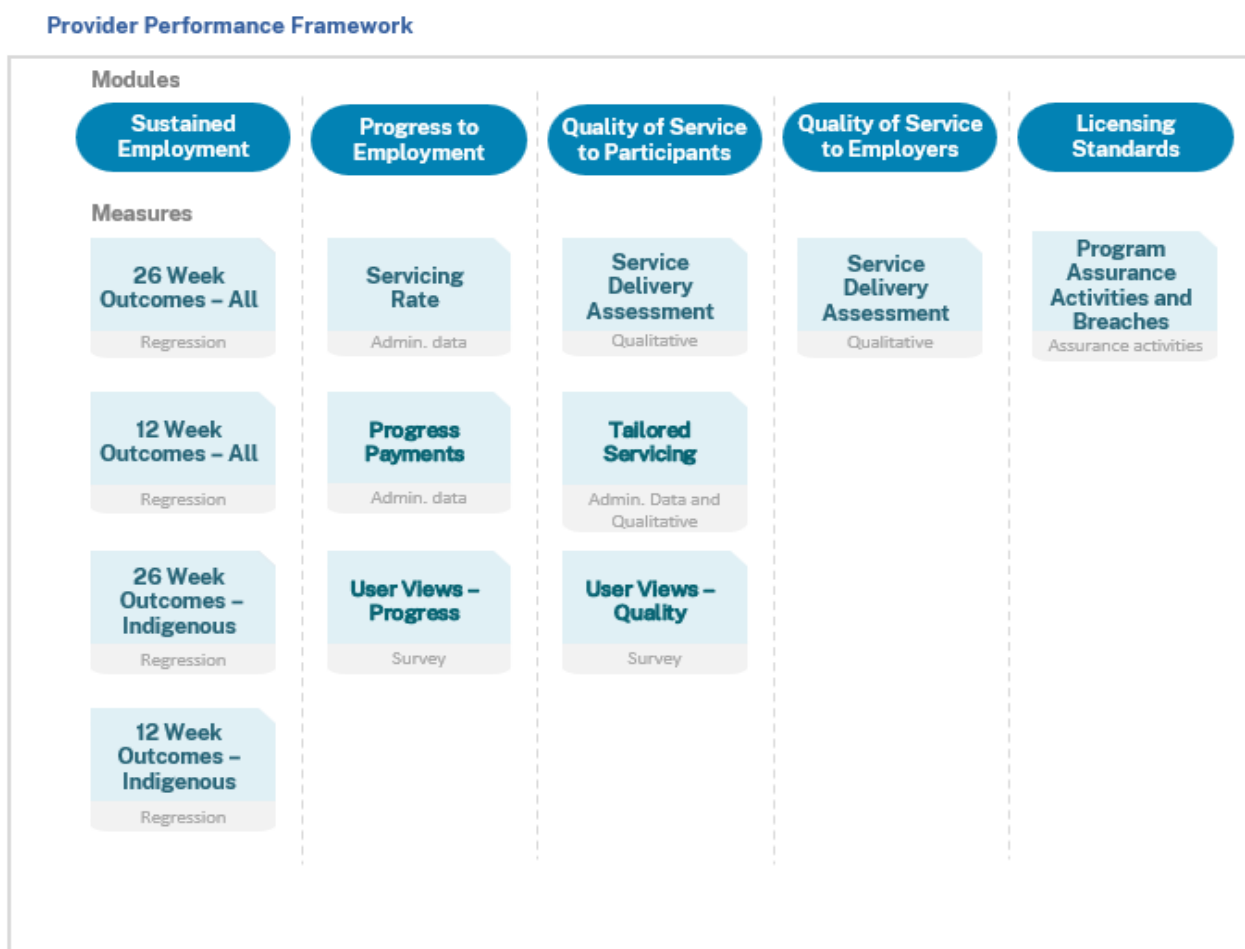 Provider Performance Framework
Modules
Sustained
Employment
Progress to
Employment
Quality of Service
to Participants
Quality of Service
to Employers
Licensing
Standards
Measures
26 Week
Outcomes – All
Regression
12 Week
Outcomes – All
Regression
26 Week
Outcomes –
Indigenous
Regression
12 Week
Outcomes –
Indigenous
Regression
Servicing
Rate
Admin. data
Progress
Payments
Admin. data
User Views –
Progress
Survey
Service
Delivery
Assessment
Qualitative
Tailored
Servicing
Admin. Data and
Qualitative
User Views –
Quality
Survey
Service
Delivery
Assessment
Qualitative
Program
Assurance
Activities and
Breaches
Assurance activities